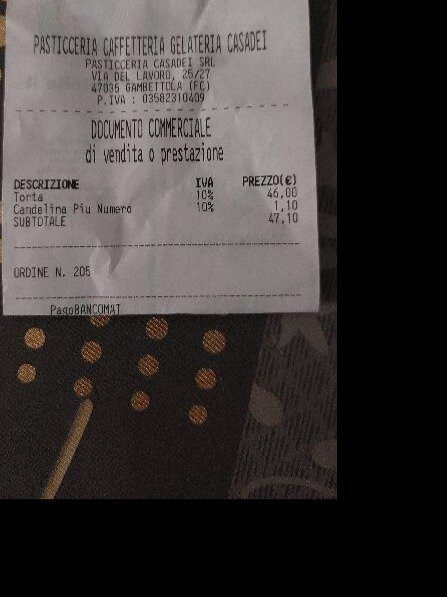 PASTICCERIA CAFFETTERIA GELATERIA CASADEI
PASTICCERIA CASADEI SRL
VIA DEL LAVORO, 25/27
47035 GAMBETTOLA (FC)
P.IVA : 03582310409
DOCUMENTO COMMERCIALE
di vendita o prestazione
DESCRIZIONE IVA PREZZO(€)
Torta 10% 46,00
Candelina Piu Numero 10% 1,10
SUBTOTALE 47,10
ORDINE N. 205
PagoBANCOMAT